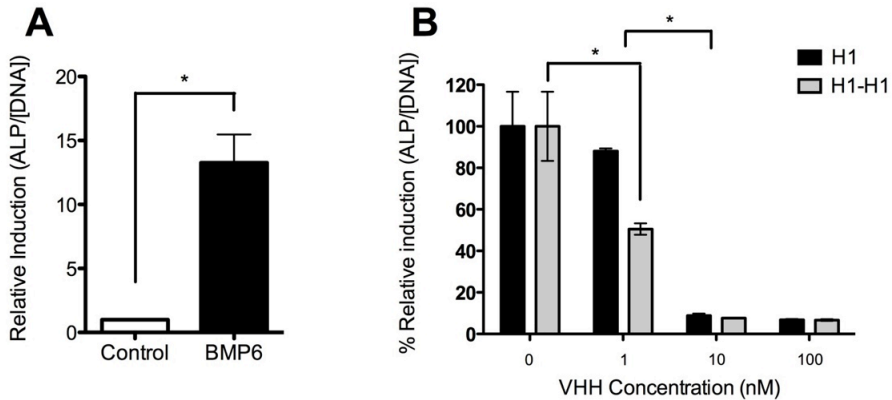 A
Relative Induction (ALP/[DNA])
20
15
10
5
0
*
Control
BMP6
B
% Relative induction (ALP/[DNA])
120
100
80
60
40
20
0
*
*
H1
H1-H1
0
1
10
100
VHH Concentration (nM)